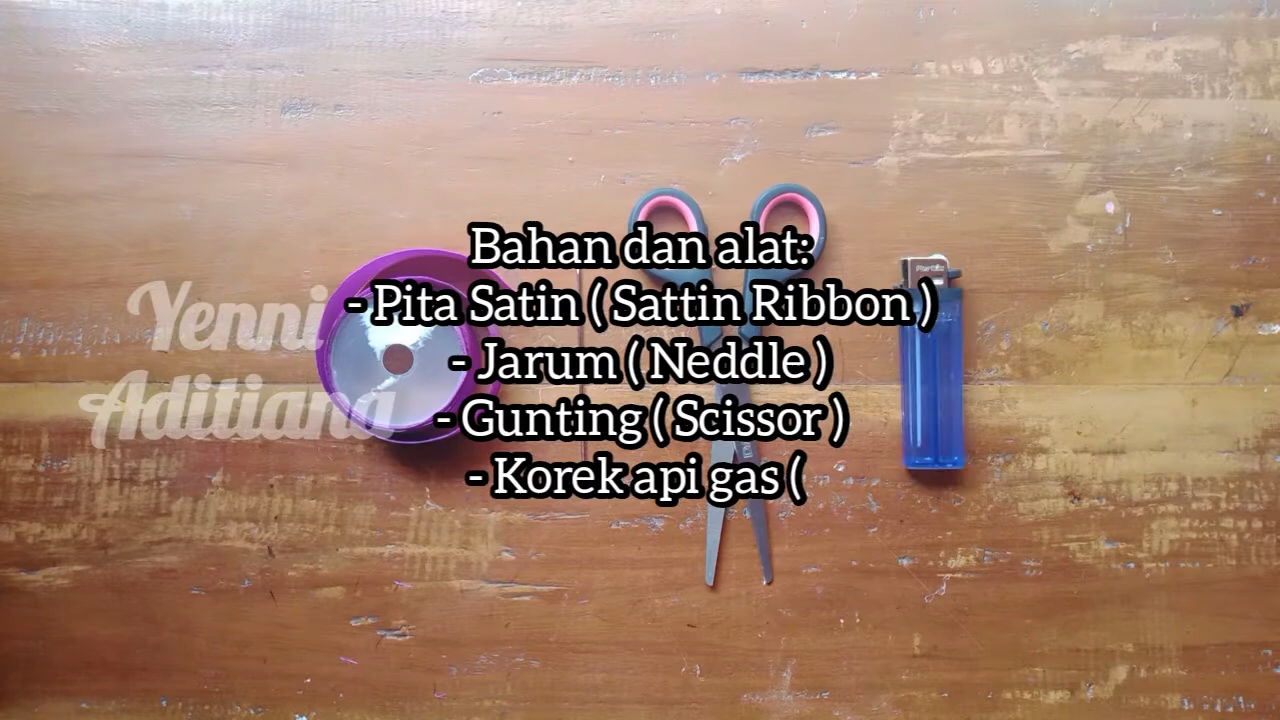 Bahan dan alat:
- Pita Satin ( Sattin Ribbon )
- Jarum ( Neddle )
- Gunting ( Scissor )
- Korek api gas (
Yenni
Aditiana